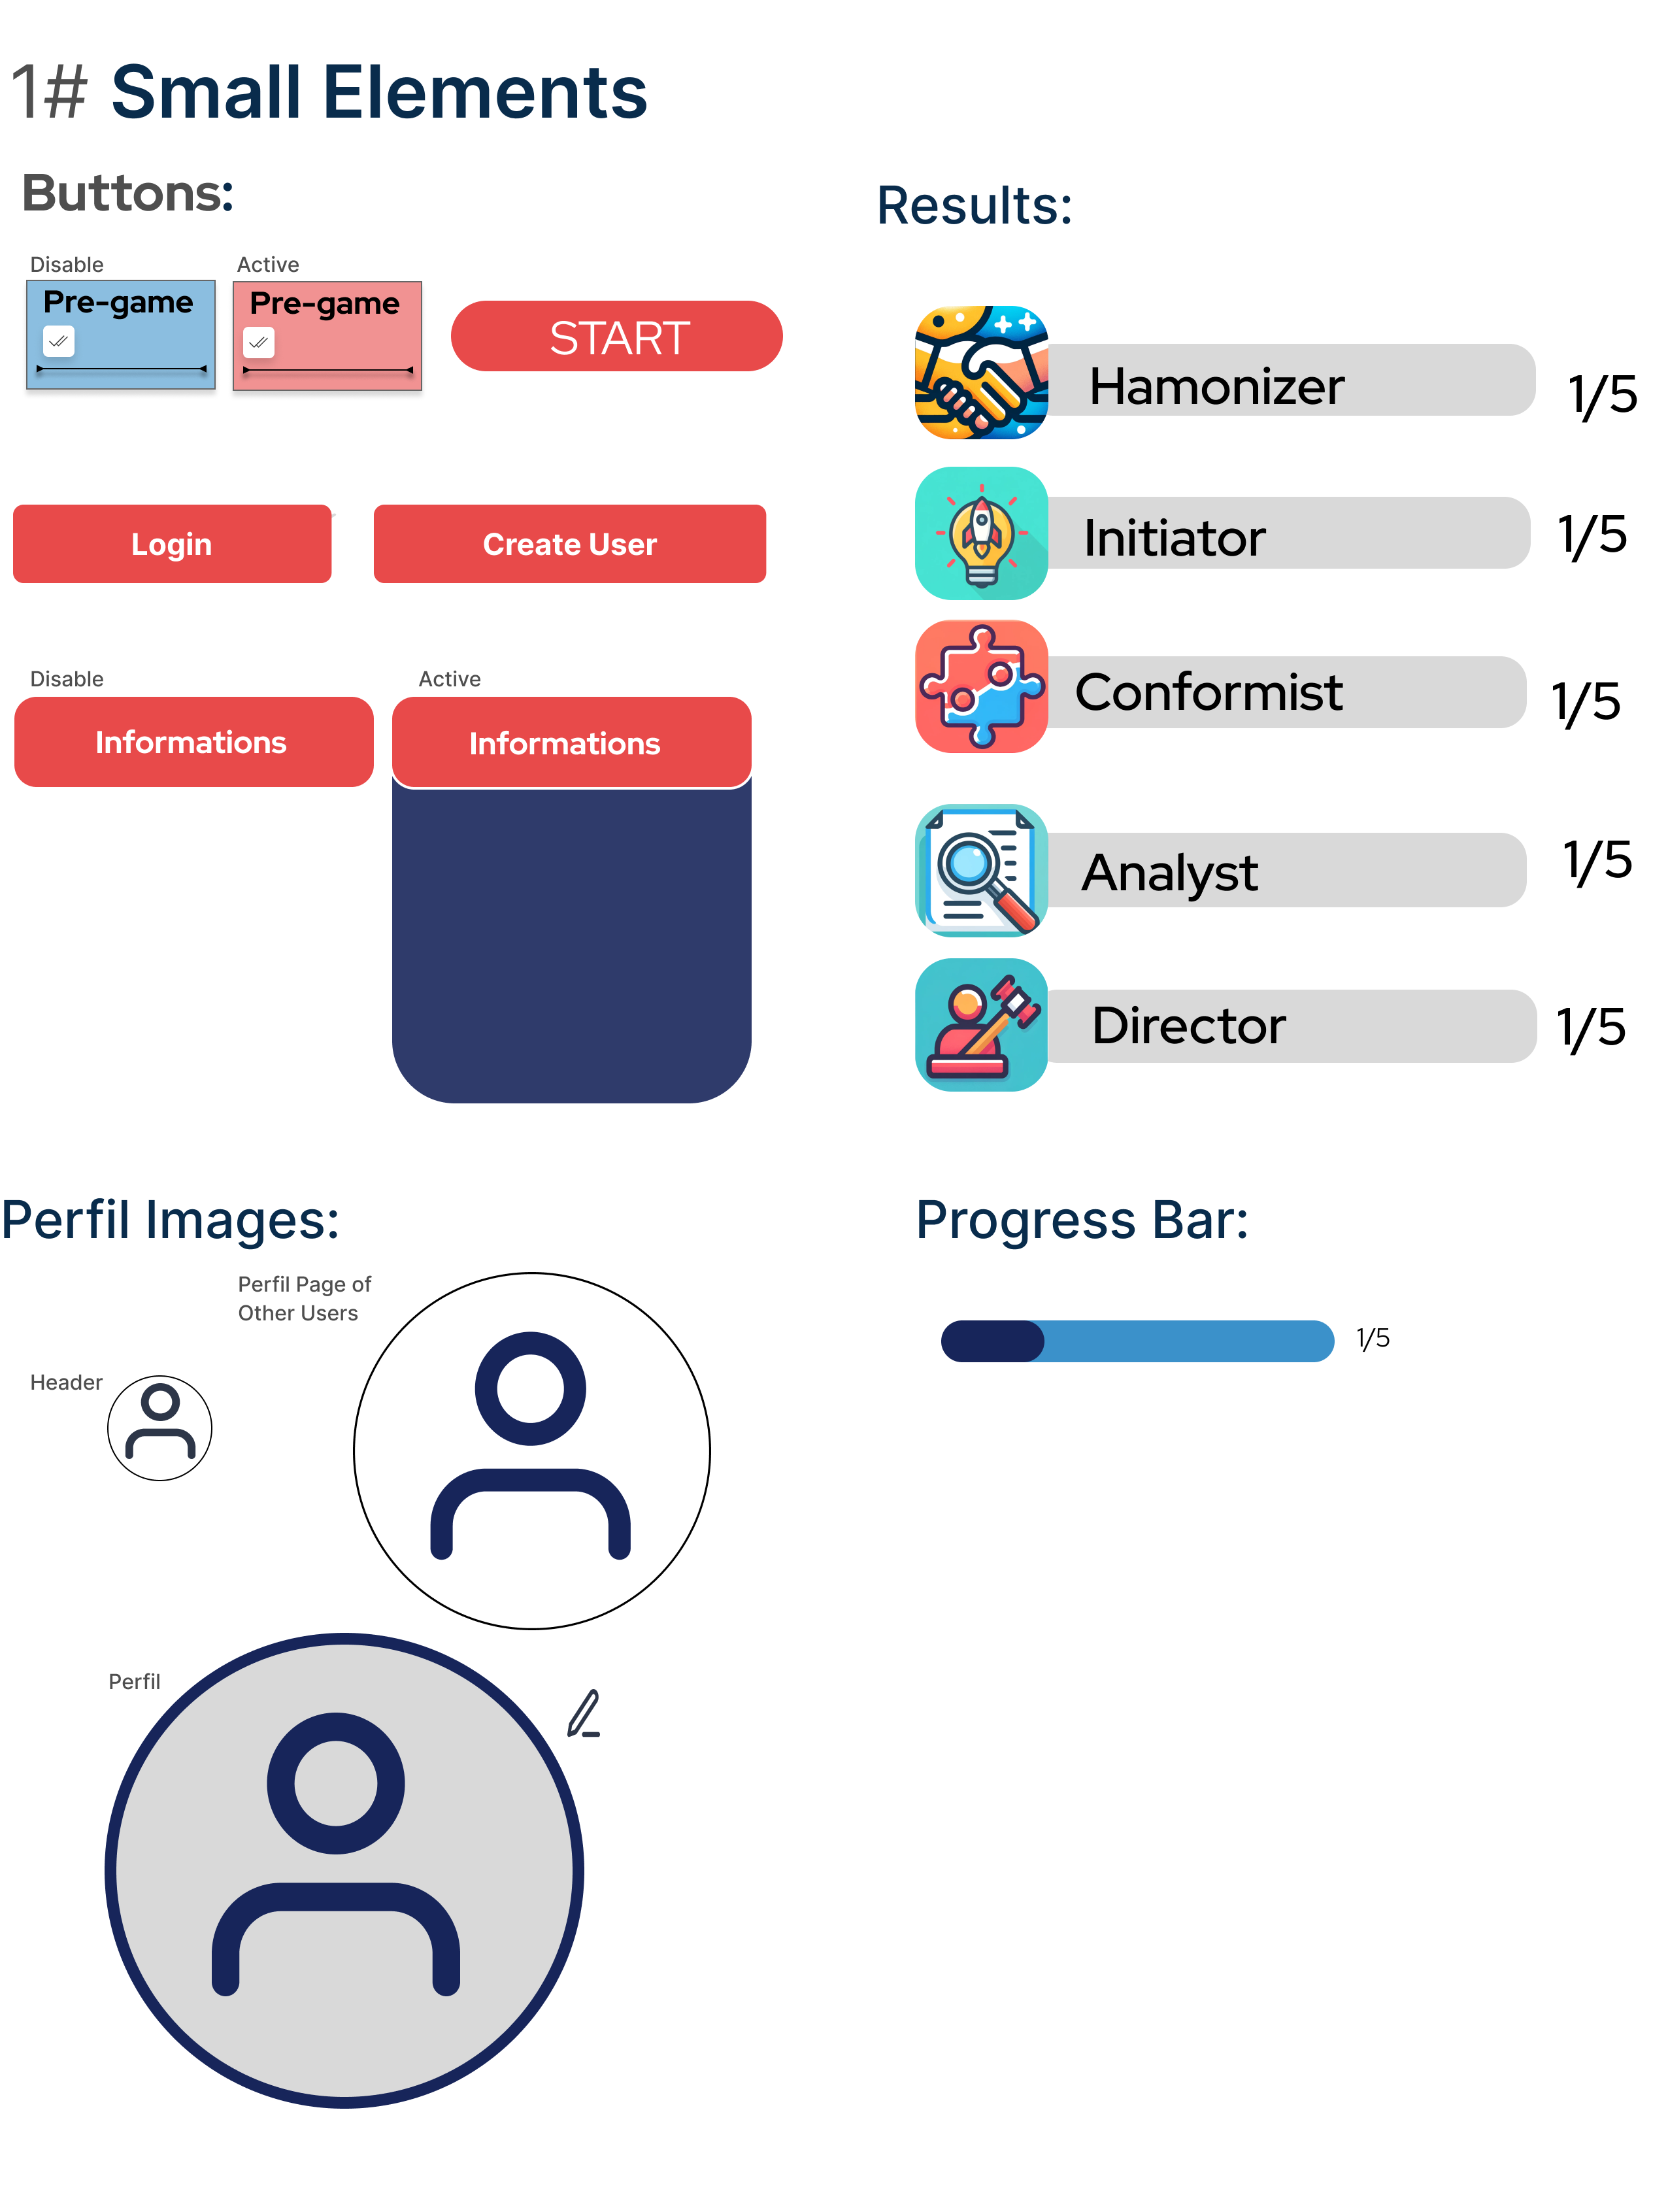 1# Small Elements
Buttons:
Disable
Active
Pre-game
Pre-game
START
Login
Create User
Disable
Active
Informations
Informations
Results:
Hamonizer
1/5
Initiator
1/5
Conformist
1/5
Analyst
1/5
Director
1/5
Perfil Images:
Perfil Page of
Other Users
Header
Perfil
Progress Bar:
1/5